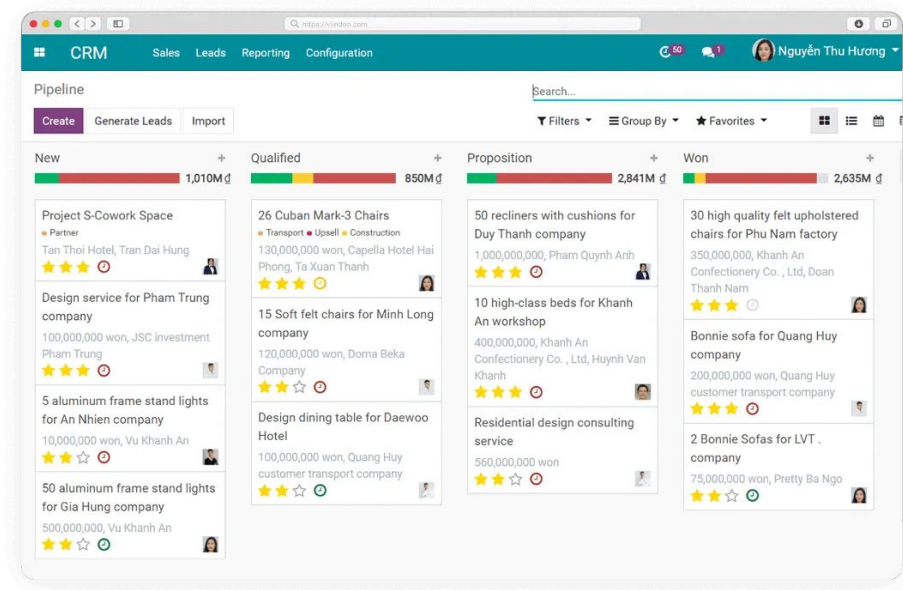 https://viindoo.com
CRM Sales Leads Reporting Configuration 50 1 Nguyễn Thu Hương
Pipeline
Search...
Create Generate Leads Import Filters Group By Favorites
New +
1,010M₫
Project S-Cowork Space
Partner
Tan Thoi Hotel, Tran Dai Hung
Design service for Pham Trung
company
100,000,000 won, JSC investment
Pham Trung
5 aluminum frame stand lights
for An Nhien company
10,000,000 won, Vu Khanh An
50 aluminum frame stand lights
for Gia Hung company
500,000,000, Vu Khanh An
Qualified +
850M₫
26 Cuban Mark-3 Chairs
Transport Upsell Construction
130,000,000 won, Capella Hotel Hai
Phong, Ta Xuan Thanh
15 Soft felt chairs for Minh Long
company
120,000,000 won, Doma Beka
Company
Design dining table for Daewoo
Hotel
100,000,000 won, Quang Huy
customer transport company
Proposition +
2,841M ₫
50 recliners with cushions for
Duy Thanh company
1,000,000,000, Pham Quynh Anh
10 high-class beds for Khanh
An workshop
400,000,000, Khanh An
Confectionery Co. , Ltd, Huynh Van
Khanh
Residential design consulting
service
560,000,000 won
Won +
2,635M ₫
30 high quality felt upholstered
chairs for Phu Nam factory
350,000,000, Khanh An
Confectionery Co. , Ltd, Doan
Thanh Nam
Bonnie sofa for Quang Huy
company
200,000,000 won, Quang Huy
customer transport company
2 Bonnie Sofas for LVT .
company
75,000,000 won, Pretty Ba Ngo